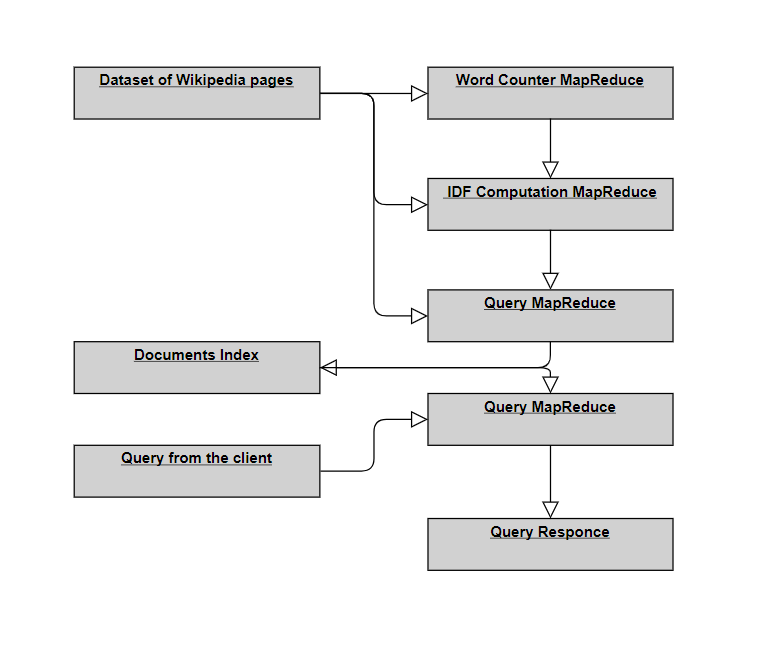 Dataset of Wikipedia pages
Word Counter MapReduce
IDF Computation MapReduce
Query MapReduce
Documents Index
Query MapReduce
Query from the client
Query Responce